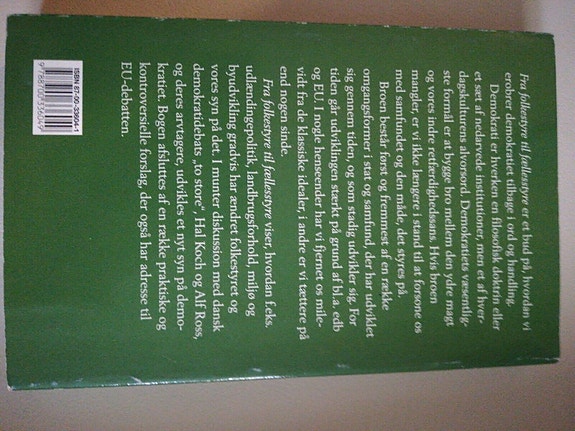 Fra folkestyre til fællesstyre er et bud på, hvordan vi
erobrer demokratiet tilbage i ord og handling.
Demokrati er hverken en filosofisk doktrin eller
et sæt af nedarvede institutioner, men et af hver-
dagskulturens alvorsord. Demokratiets væsentlig-
ste formål er at bygge bro mellem den ydre magt
og vores indre retfærdighedssans. Hvis broen
mangler, er vi ikke længere i stand til at forsone os
med samfundet og den måde, det styres på.
Broen består først og fremmest af en række
omgangsformer i stat og samfund, der har udviklet
sig gennem tiden, og som stadig udvikler sig. For
tiden går udviklingen stærkt på grund af bl.a. edb
og EU. I nogle henseender har vi fjernet os mile-
vidt fra de klassiske idealer, i andre er vi tættere på
end nogen sinde.
Fra folkestyre til fællesstyre viser, hvordan f.eks.
udlændingepolitik, landbrugsforhold, miljø og
byudvikling gradvis har ændret folkestyret og
vores syn på det. I munter diskussion med dansk
demokratidebats „to store”, Hal Koch og Alf Ross,
og deres arvtagere, udvikles et nyt syn på demo-
kratiet. Bogen afsluttes af en række praktiske og
kontroversielle forslag, der også har adresse til
EU-debatten.
ISBN 87-00-33604-1
9788700336049